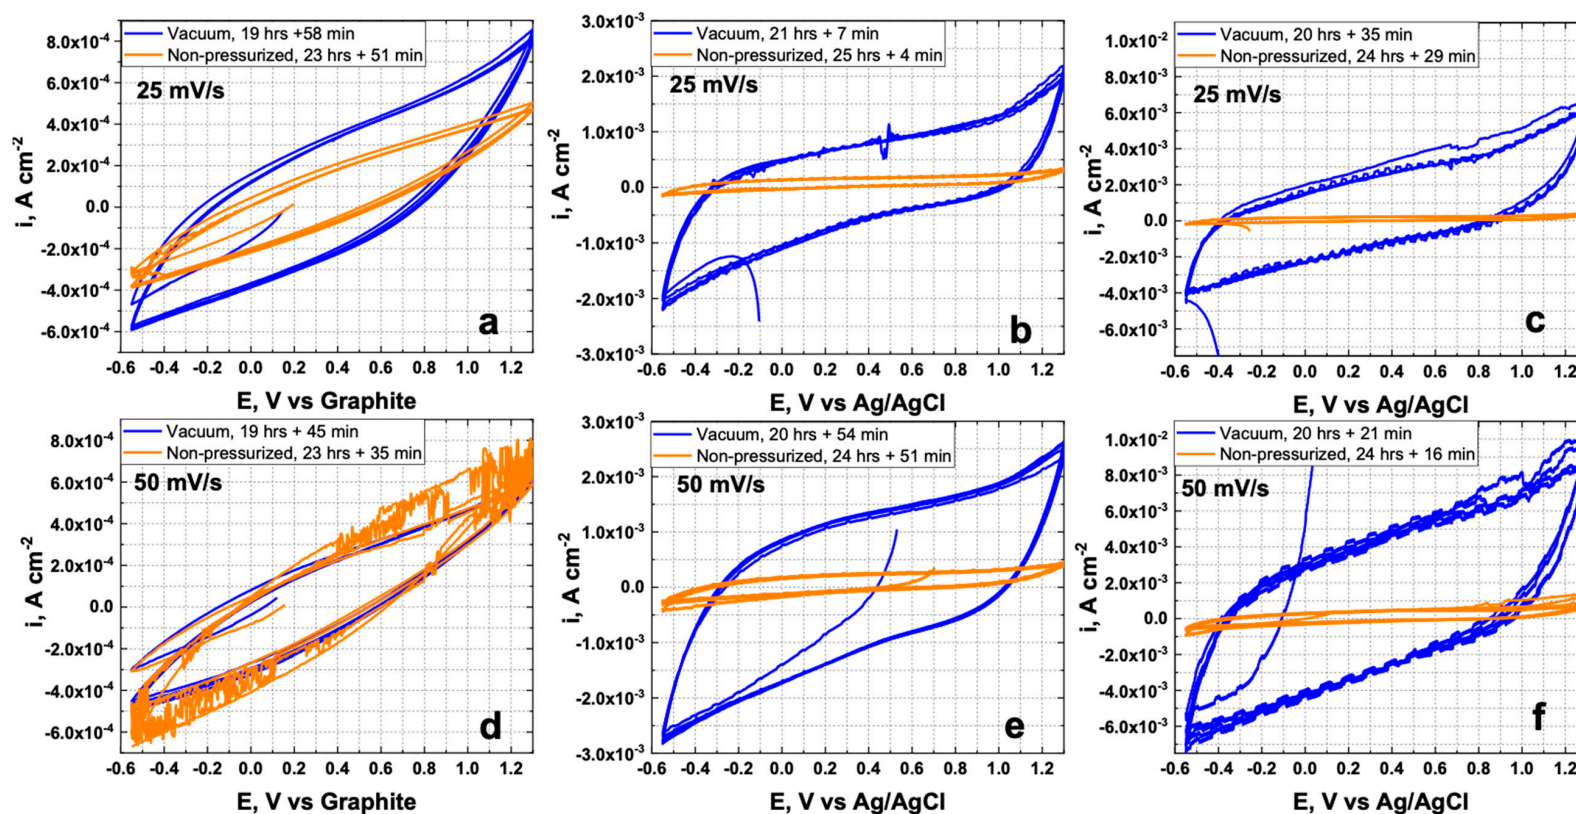 Vacuum, 19 hrs +58 min
Non-pressurized, 23 hrs + 51 min
25 mV/s
8.0x10-4
6.0x10-4
4.0x10-4
2.0x10-4
0.0
-2.0x10-4
-4.0x10-4
-6.0x10-4
i, A cm-2
a
-0.6 -0.4 -0.2 0.0 0.2 0.4 0.6 0.8 1.0 1.2
E, V vs Graphite
Vacuum, 21 hrs + 7 min
Non-pressurized, 25 hrs + 4 min
25 mV/s
3.0x10-3
2.0x10-3
1.0x10-3
0.0
-1.0x10-3
-2.0x10-3
-3.0x10-3
i, A cm-2
b
-0.6 -0.4 -0.2 0.0 0.2 0.4 0.6 0.8 1.0 1.2
E, V vs Ag/AgCl
Vacuum, 20 hrs + 35 min
Non-pressurized, 24 hrs + 29 min
25 mV/s
1.0x10-2
8.0x10-3
6.0x10-3
4.0x10-3
2.0x10-3
0.0
-2.0x10-3
-4.0x10-3
-6.0x10-3
i, A cm-2
c
-0.6 -0.4 -0.2 0.0 0.2 0.4 0.6 0.8 1.0 1.2
E, V vs Ag/AgCl
Vacuum, 19 hrs + 45 min
Non-pressurized, 23 hrs + 35 min
50 mV/s
8.0x10-4
6.0x10-4
4.0x10-4
2.0x10-4
0.0
-2.0x10-4
-4.0x10-4
-6.0x10-4
i, A cm-2
d
-0.6 -0.4 -0.2 0.0 0.2 0.4 0.6 0.8 1.0 1.2
E, V vs Graphite
Vacuum, 20 hrs + 54 min
Non-pressurized, 24 hrs + 51 min
50 mV/s
3.0x10-3
2.0x10-3
1.0x10-3
0.0
-1.0x10-3
-2.0x10-3
-3.0x10-3
i, A cm-2
e
-0.6 -0.4 -0.2 0.0 0.2 0.4 0.6 0.8 1.0 1.2
E, V vs Ag/AgCl
Vacuum, 20 hrs + 21 min
Non-pressurized, 24 hrs + 16 min
50 mV/s
1.0x10-2
8.0x10-3
6.0x10-3
4.0x10-3
2.0x10-3
0.0
-2.0x10-3
-4.0x10-3
-6.0x10-3
i, A cm-2
f
-0.6 -0.4 -0.2 0.0 0.2 0.4 0.6 0.8 1.0 1.2
E, V vs Ag/AgCl